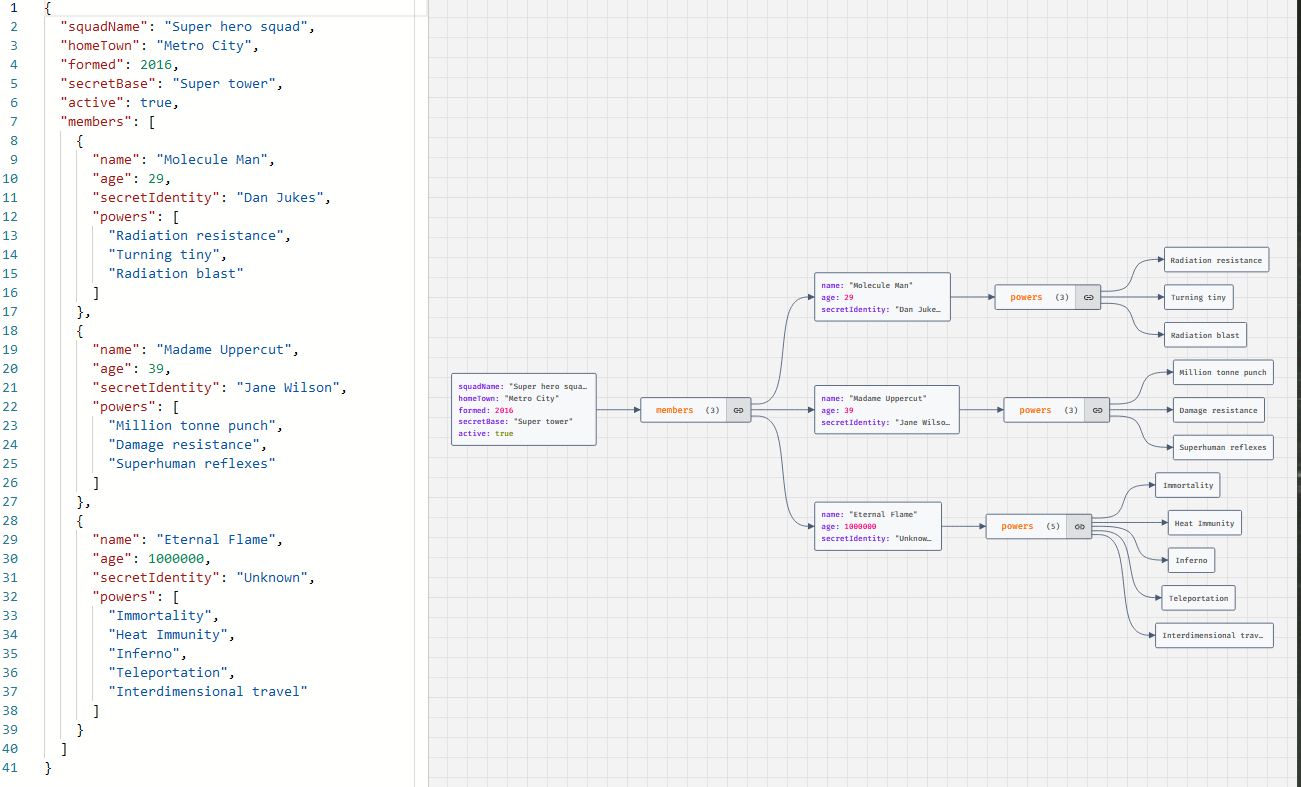 1 {
2 "squadName": "Super hero squad",
3 "homeTown": "Metro City",
4 "formed": 2016,
5 "secretBase": "Super tower",
6 "active": true,
7 "members": [
8 {
9 "name": "Molecule Man",
10 "age": 29,
11 "secretIdentity": "Dan Jukes",
12 "powers": [
13 "Radiation resistance",
14 "Turning tiny",
15 "Radiation blast"
16 ]
17 },
18 {
19 "name": "Madame Uppercut",
20 "age": 39,
21 "secretIdentity": "Jane Wilson",
22 "powers": [
23 "Million tonne punch",
24 "Damage resistance",
25 "Superhuman reflexes"
26 ]
27 },
28 {
29 "name": "Eternal Flame",
30 "age": 1000000,
31 "secretIdentity": "Unknown",
32 "powers": [
33 "Immortality",
34 "Heat Immunity",
35 "Inferno",
36 "Teleportation",
37 "Interdimensional travel"
38 ]
39 }
40 ]
41 }
squadName: "Super hero squa…
homeTown: "Metro City"
formed: 2016
secretBase: "Super tower"
active: true
members (3)
name: "Molecule Man"
age: 29
secretIdentity: "Dan Juke…
powers (3)
Radiation resistance
Turning tiny
Radiation blast
name: "Madame Uppercut"
age: 39
secretIdentity: "Jane Wilso…
powers (3)
Million tonne punch
Damage resistance
Superhuman reflexes
name: "Eternal Flame"
age: 1000000
secretIdentity: "Unknow…
powers (5)
Immortality
Heat Immunity
Inferno
Teleportation
Interdimensional trav…